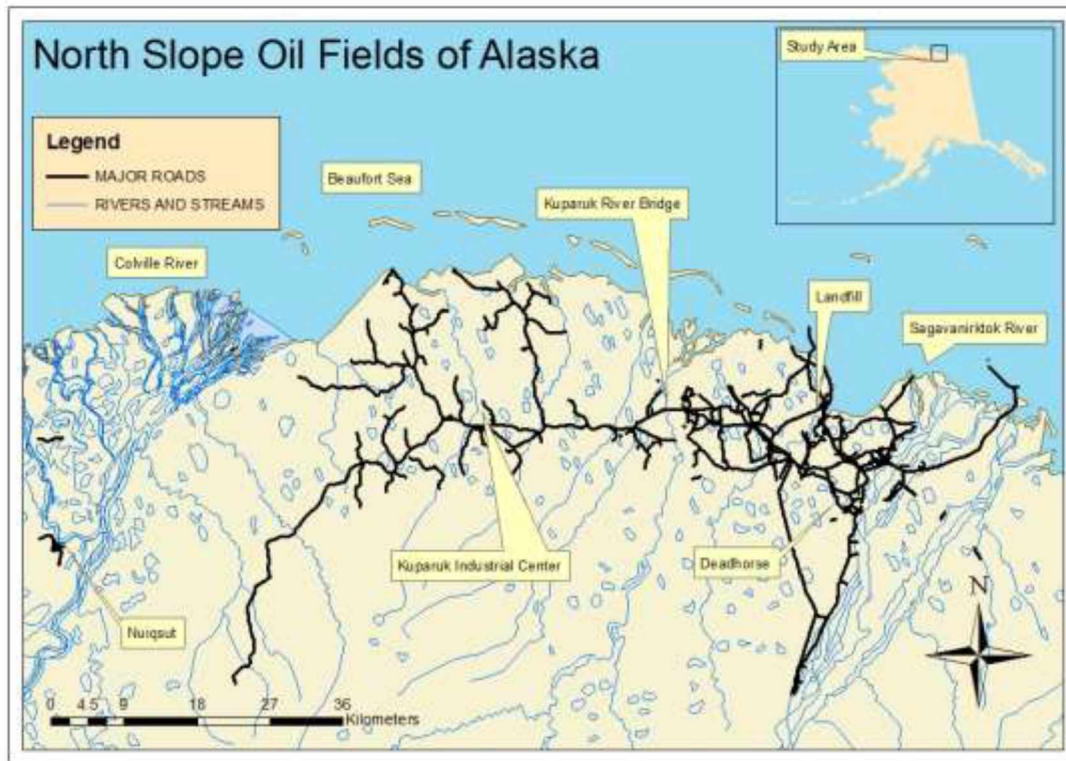 North Slope Oil Fields of Alaska
Study Area
Legend
MAJOR ROADS
RIVERS AND STREAMS
Beaufort Sea
Kuparuk River Bridge
Colville River
Landfill
Sagavanirktok River
Kuparuk Industrial Center
Deadhorse
N
Nuiqsut
0 4.5 9 18 27 36
Kilometers